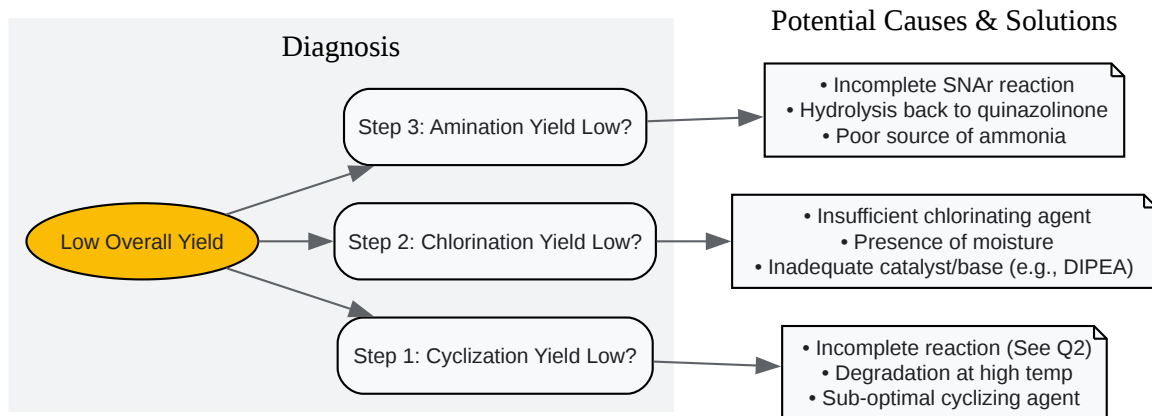 Potential Causes & Solutions
Diagnosis
Step 3: Amination Yield Low?
• Incomplete SNAr reaction
• Hydrolysis back to quinazolinone
• Poor source of ammonia
Low Overall Yield
Step 2: Chlorination Yield Low?
• Insufficient chlorinating agent
• Presence of moisture
• Inadequate catalyst/base (e.g., DIPEA)
Step 1: Cyclization Yield Low?
• Incomplete reaction (See Q2)
• Degradation at high temp
• Sub-optimal cyclizing agent